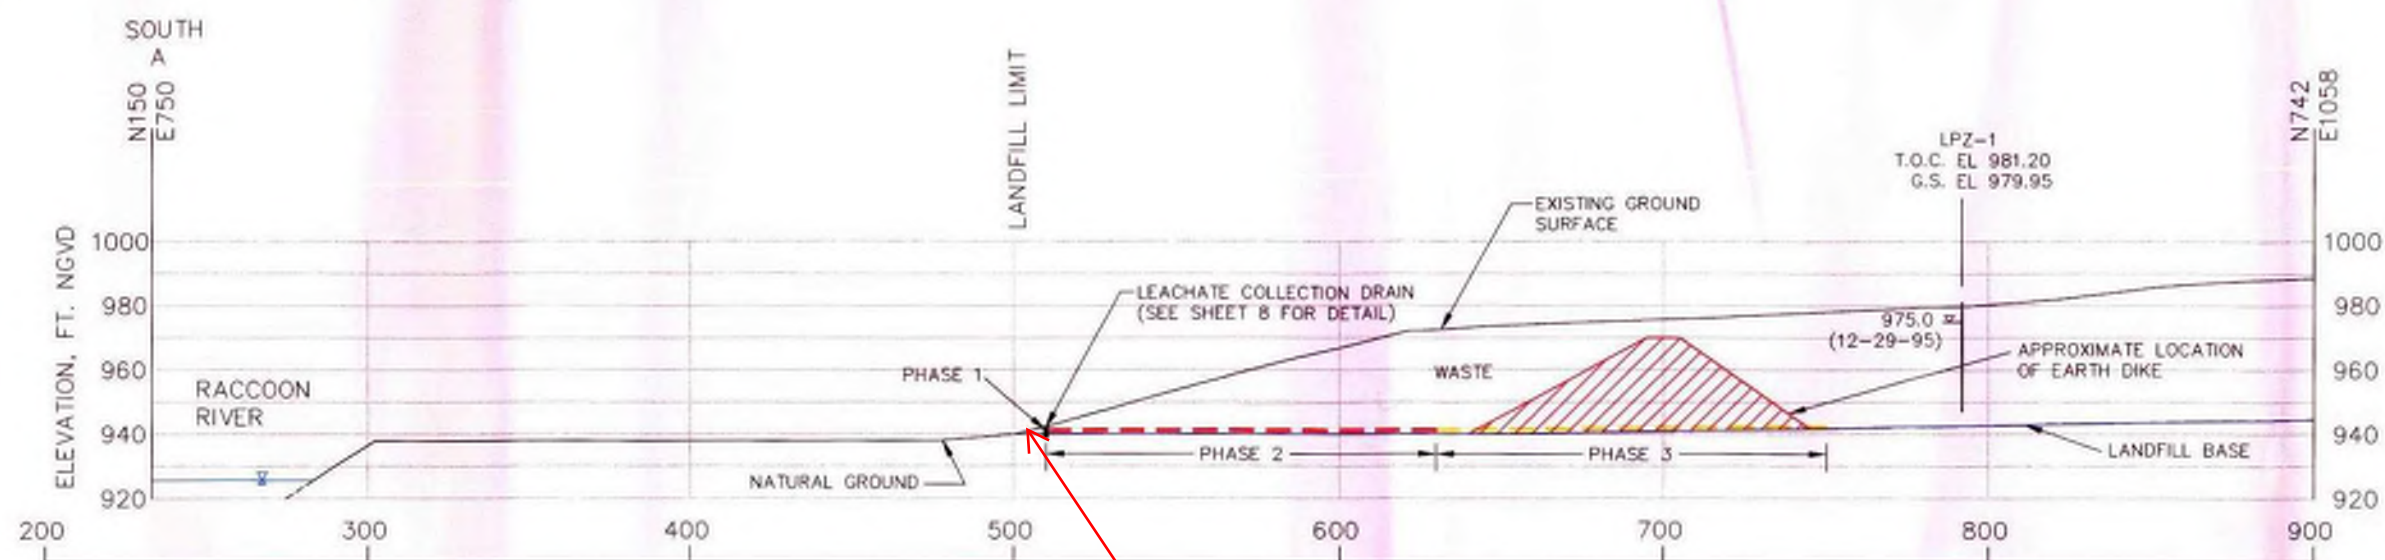 SOUTH
A
N150
E750
LANDFILL LIMIT
N742
E1058
LPZ-1
T.O.C. EL 981.20
G.S. EL 979.95
EXISTING GROUND
SURFACE
ELEVATION, FT. NGVD
1000
980
960
940
920
1000
980
960
940
920
LEACHATE COLLECTION DRAIN
(SEE SHEET 8 FOR DETAIL)
975.0
(12-29-95)
PHASE 1
WASTE
APPROXIMATE LOCATION
OF EARTH DIKE
RACCOON
RIVER
PHASE 2
PHASE 3
LANDFILL BASE
NATURAL GROUND
200 300 400 500 600 700 800 900